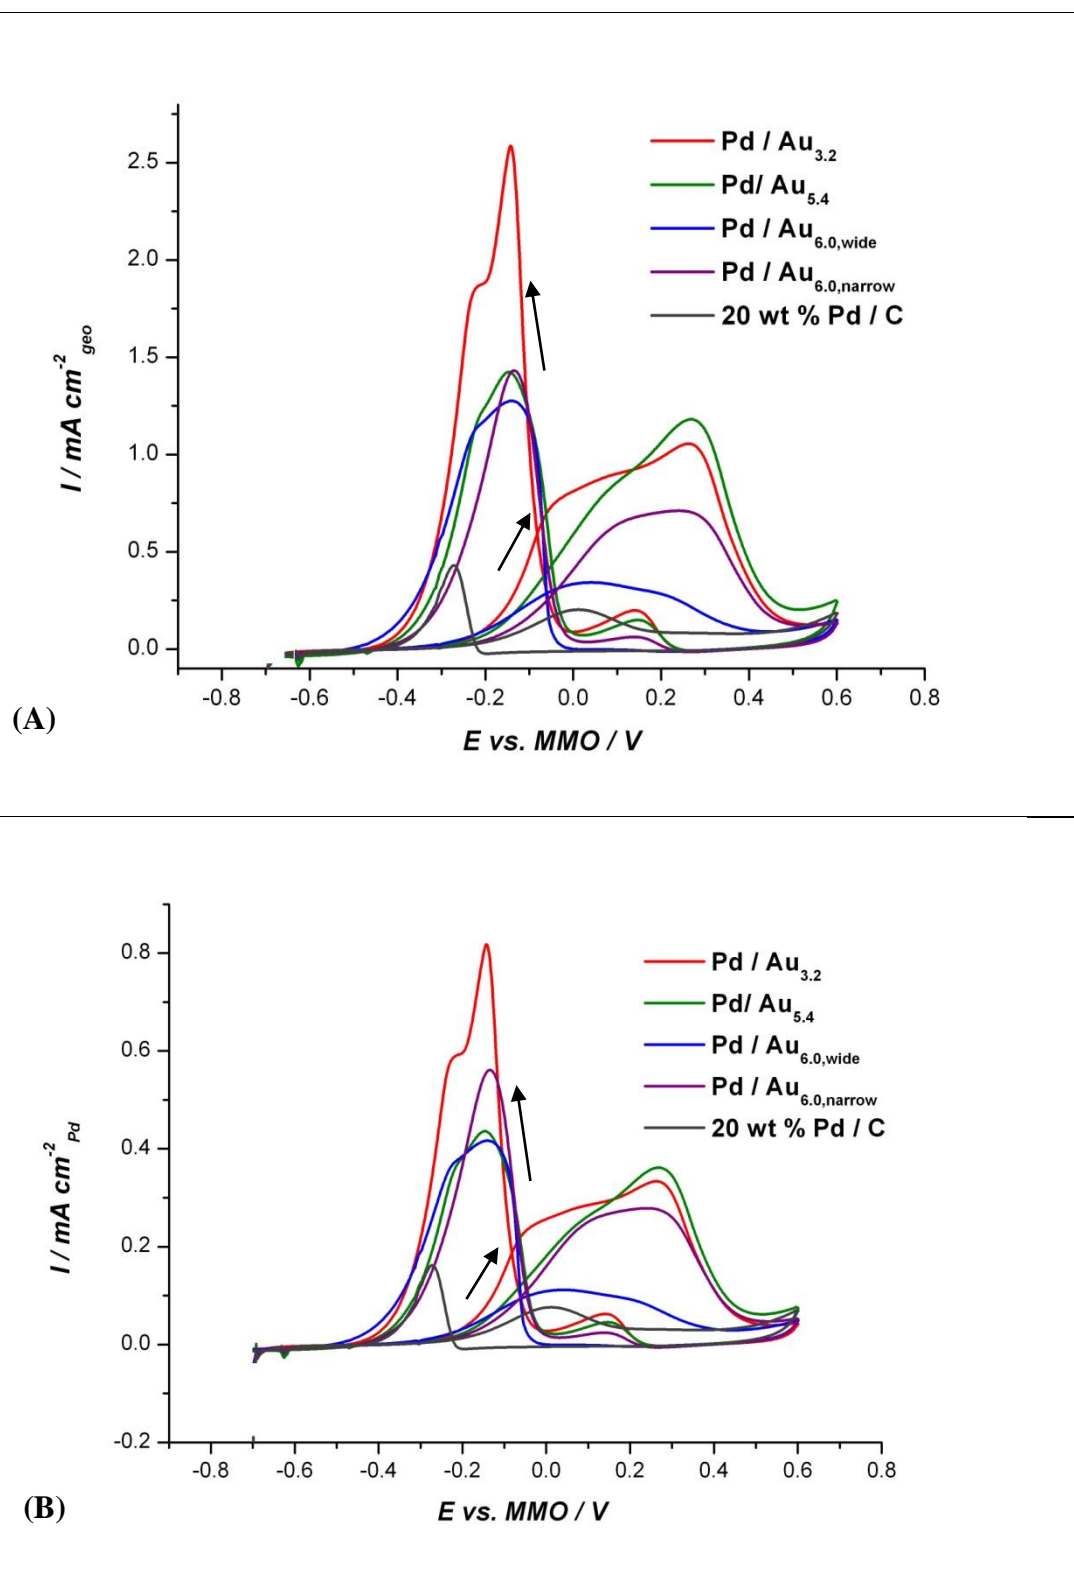 Pd / Au3.2
Pd/ Au5.4
Pd / Au6.0,wide
Pd / Au6.0,narrow
20 wt % Pd / C
I / mA cm-2 geo
2.5
2.0
1.5
1.0
0.5
0.0
-0.8 -0.6 -0.4 -0.2 0.0 0.2 0.4 0.6 0.8
E vs. MMO / V
(A)
Pd / Au3.2
Pd/ Au5.4
Pd / Au6.0,wide
Pd / Au6.0,narrow
20 wt % Pd / C
I / mA cm-2 Pd
0.8
0.6
0.4
0.2
0.0
-0.2
-0.8 -0.6 -0.4 -0.2 0.0 0.2 0.4 0.6 0.8
E vs. MMO / V
(B)